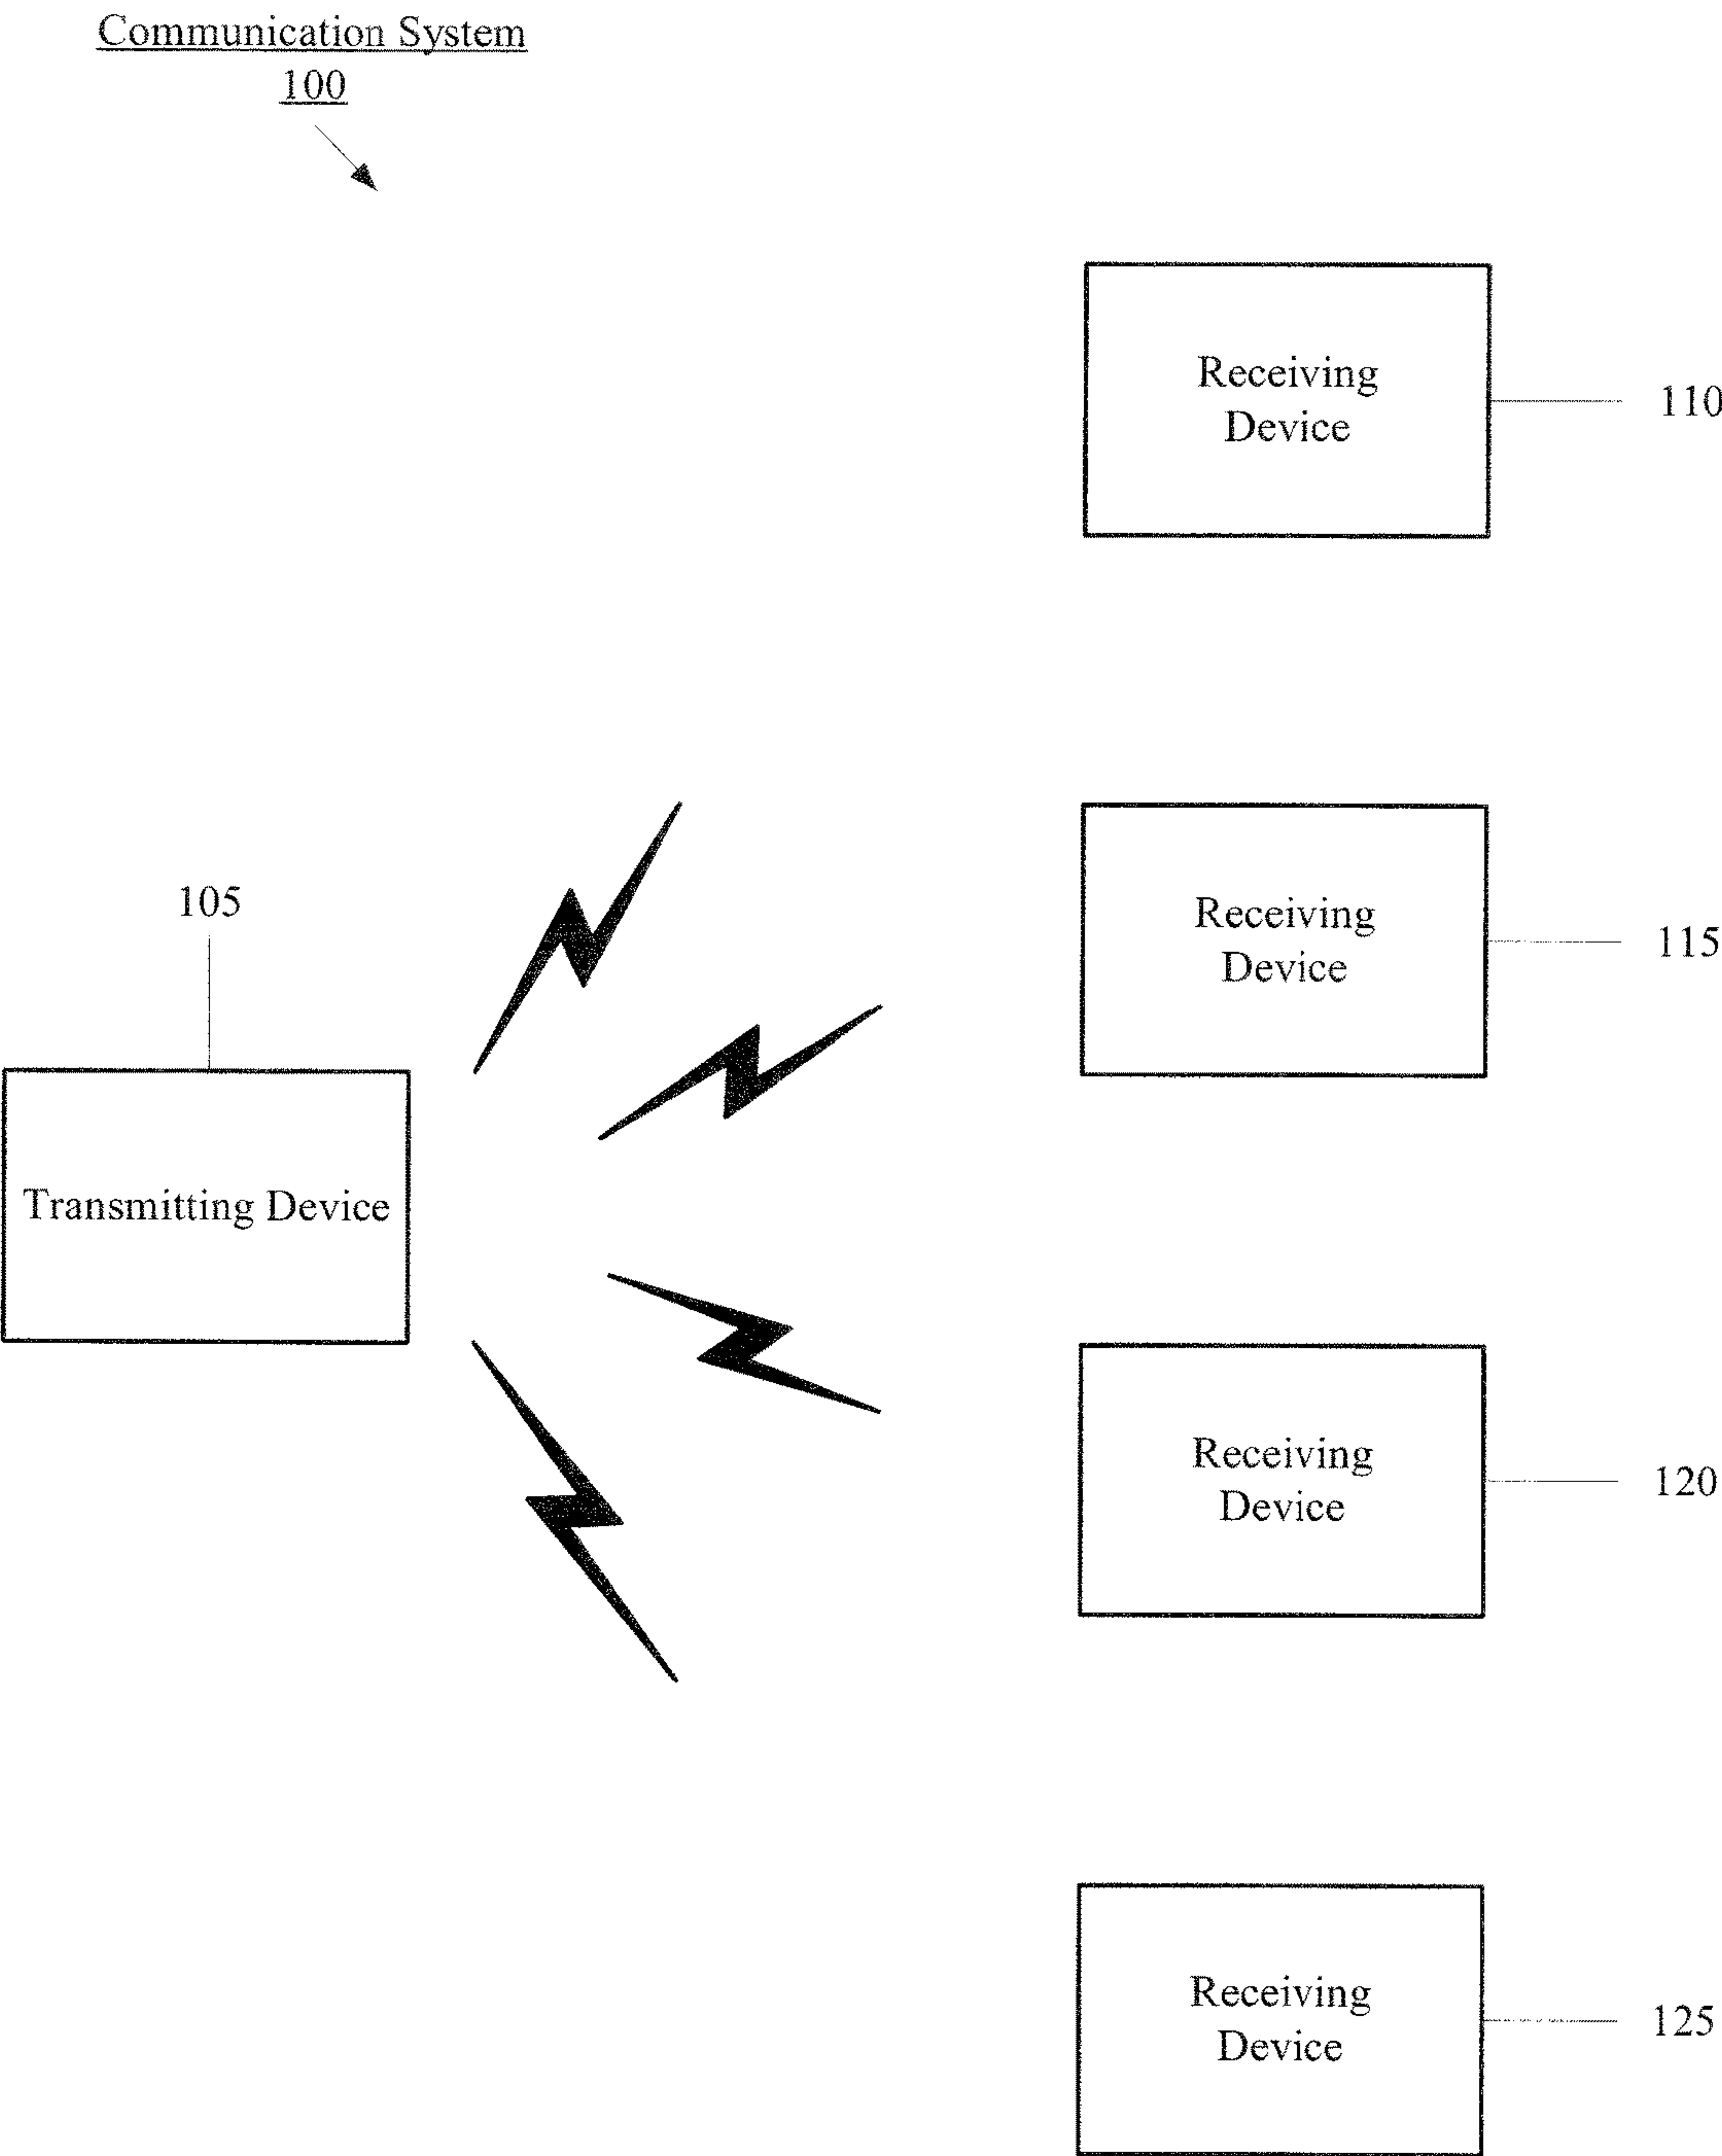 Communication System
100
Receiving
Device
110
Receiving
Device
115
105
Transmitting Device
Receiving
Device
120
Receiving
Device
125